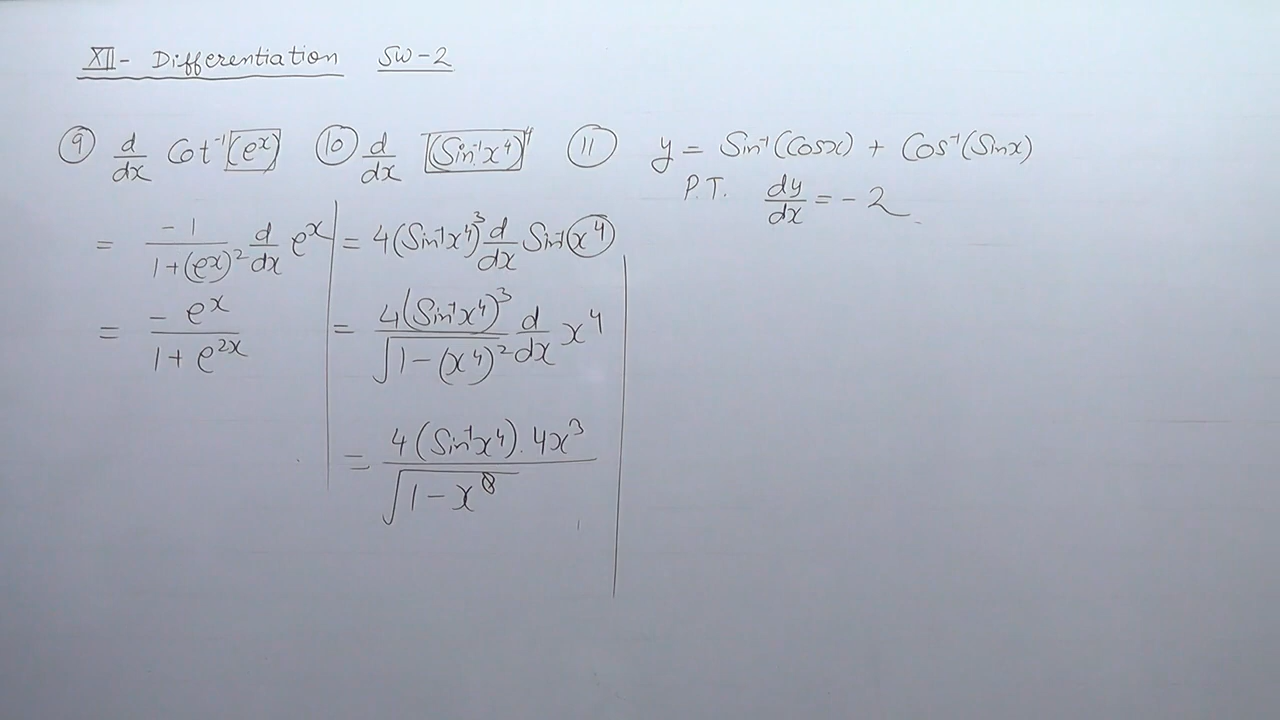 XII- Differentiation SW-2
⑨ d/dx Cot⁻¹(eˣ)
= -1/(1+(eˣ)²) d/dx eˣ
= -eˣ/(1+e²ˣ)
⑩ d/dx (Sin⁻¹x⁴)⁴
= 4(Sin⁻¹x⁴)³ d/dx Sin⁻¹(x⁴)
= 4(Sin⁻¹x⁴)³/√(1-(x⁴)²) d/dx x⁴
= 4(Sin⁻¹x⁴).4x³/√(1-x⁸)
⑪ y = Sin⁻¹(Cosx) + Cos⁻¹(Sinx)
P.T. dy/dx = -2